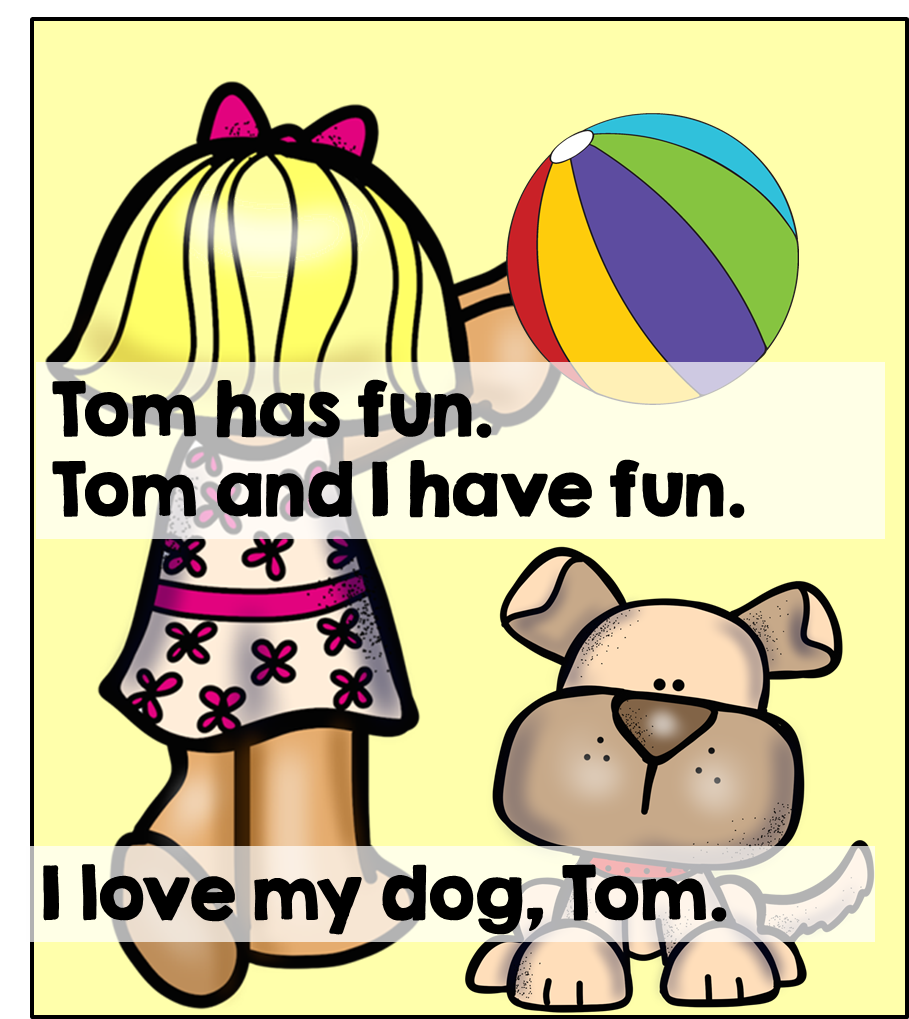 Tom has fun.
Tom and I have fun.
I love my dog, Tom.